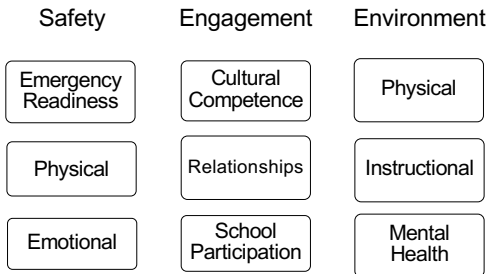 Safety
Engagement
Environment
Emergency
Readiness
Cultural
Competence
Physical
Physical
Relationships
Instructional
Emotional
School
Participation
Mental
Health